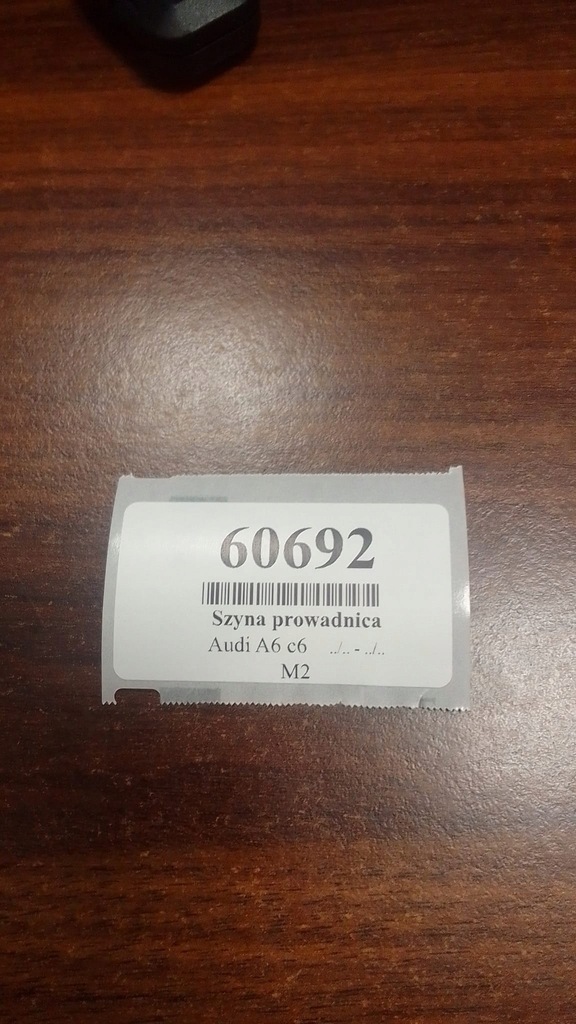 60692
Szyna prowadnica
Audi A6 c6 ../.. - ../..
M2